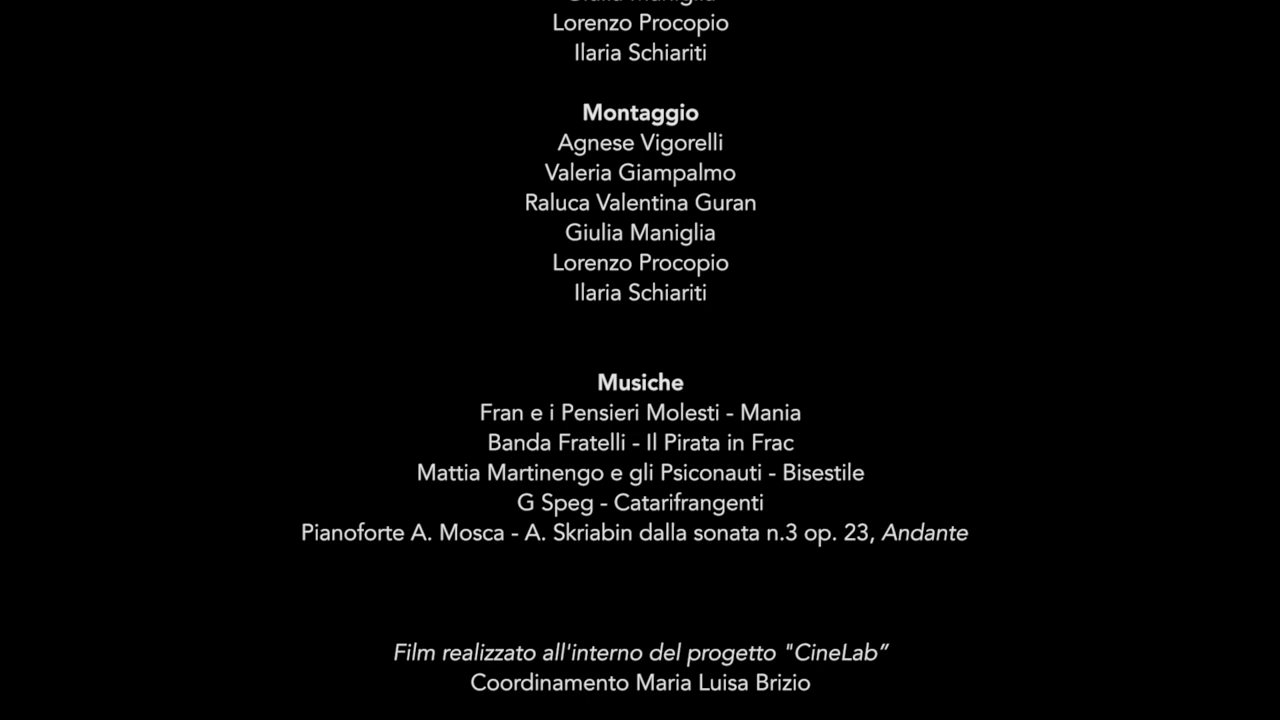 Giulia Maniglia
Lorenzo Procopio
Ilaria Schiariti
Montaggio
Agnese Vigorelli
Valeria Giampalmo
Raluca Valentina Guran
Giulia Maniglia
Lorenzo Procopio
Ilaria Schiariti
Musiche
Fran e i Pensieri Molesti - Mania
Banda Fratelli - Il Pirata in Frac
Mattia Martinengo e gli Psiconauti - Bisestile
G Speg - Catarifrangenti
Pianoforte A. Mosca - A. Skriabin dalla sonata n.3 op. 23, Andante
Film realizzato all'interno del progetto "CineLab”
Coordinamento Maria Luisa Brizio